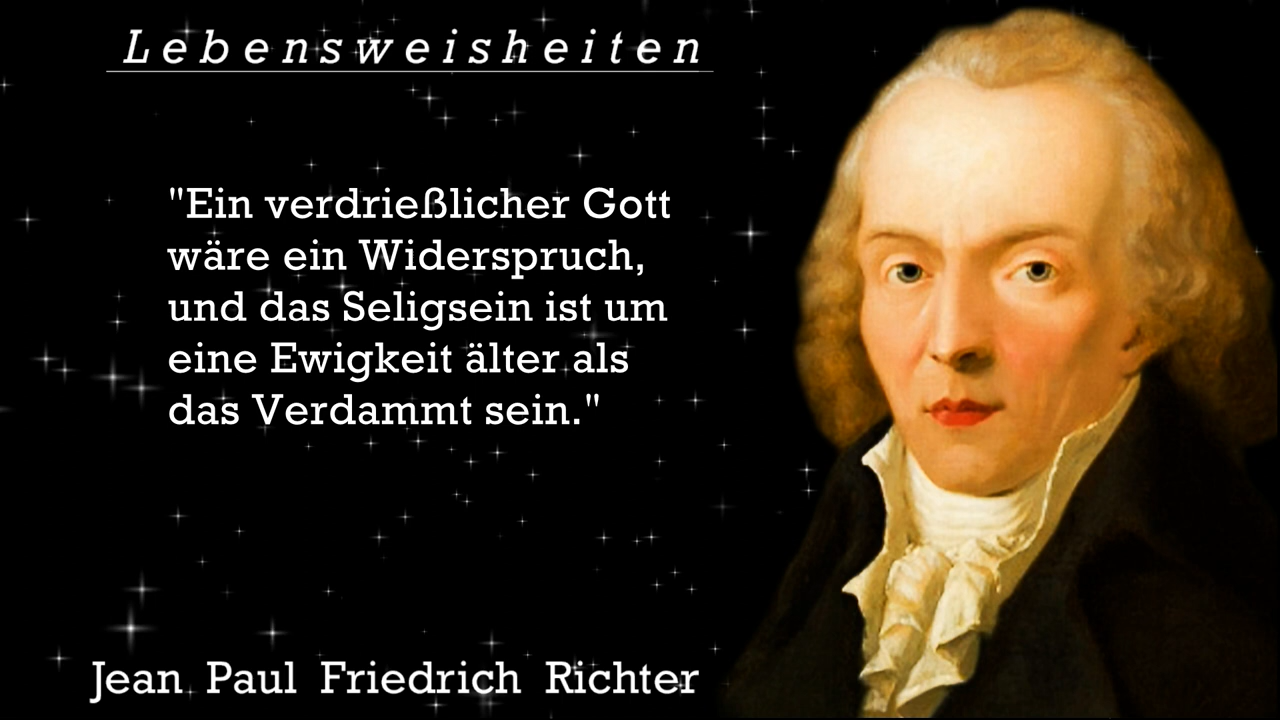 Lebensweisheiten
"Ein verdrießlicher Gott
wäre ein Widerspruch,
und das Seligsein ist um
eine Ewigkeit älter als
das Verdammt sein."
Jean Paul Friedrich Richter